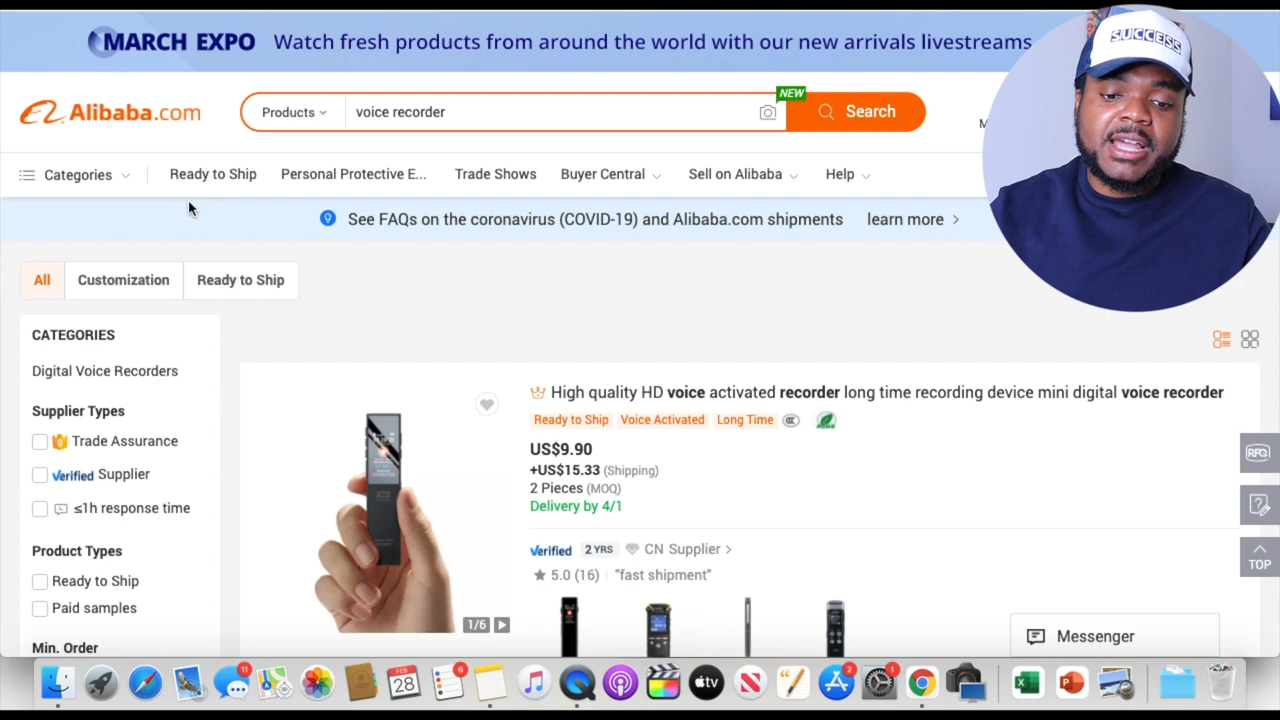 MARCH EXPO Watch fresh products from around the world with our new arrivals livestreams
SUCCESS
Alibaba.com
Products
voice recorder
NEW
Search
M
Categories
Ready to Ship
Personal Protective E...
Trade Shows
Buyer Central
Sell on Alibaba
Help
See FAQs on the coronavirus (COVID-19) and Alibaba.com shipments learn more
All
Customization
Ready to Ship
CATEGORIES
Digital Voice Recorders
Supplier Types
Trade Assurance
Verified Supplier
≤1h response time
Product Types
Ready to Ship
Paid samples
Min. Order
1/6
High quality HD voice activated recorder long time recording device mini digital voice recorder
Ready to Ship Voice Activated Long Time
US$9.90
+US$15.33 (Shipping)
2 Pieces (MOQ)
Delivery by 4/1
Verified 2 YRS CN Supplier
5.0 (16) "fast shipment"
RFQ
TOP
Messenger
11
FEB
28
6
tv
2
1